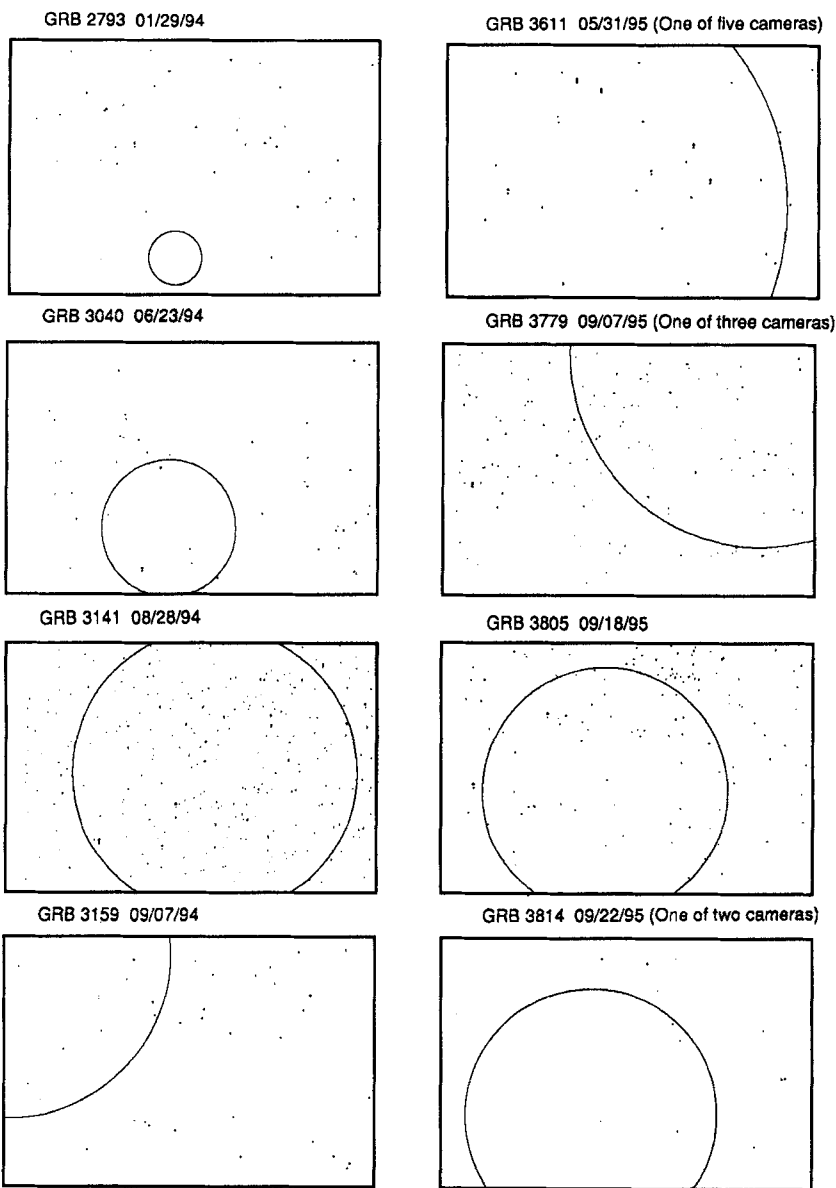 GRB 2793 01/29/94
GRB 3611 05/31/95 (One of five cameras)
GRB 3040 06/23/94
GRB 3779 09/07/95 (One of three cameras)
GRB 3141 08/28/94
GRB 3805 09/18/95
GRB 3159 09/07/94
GRB 3814 09/22/95 (One of two cameras)